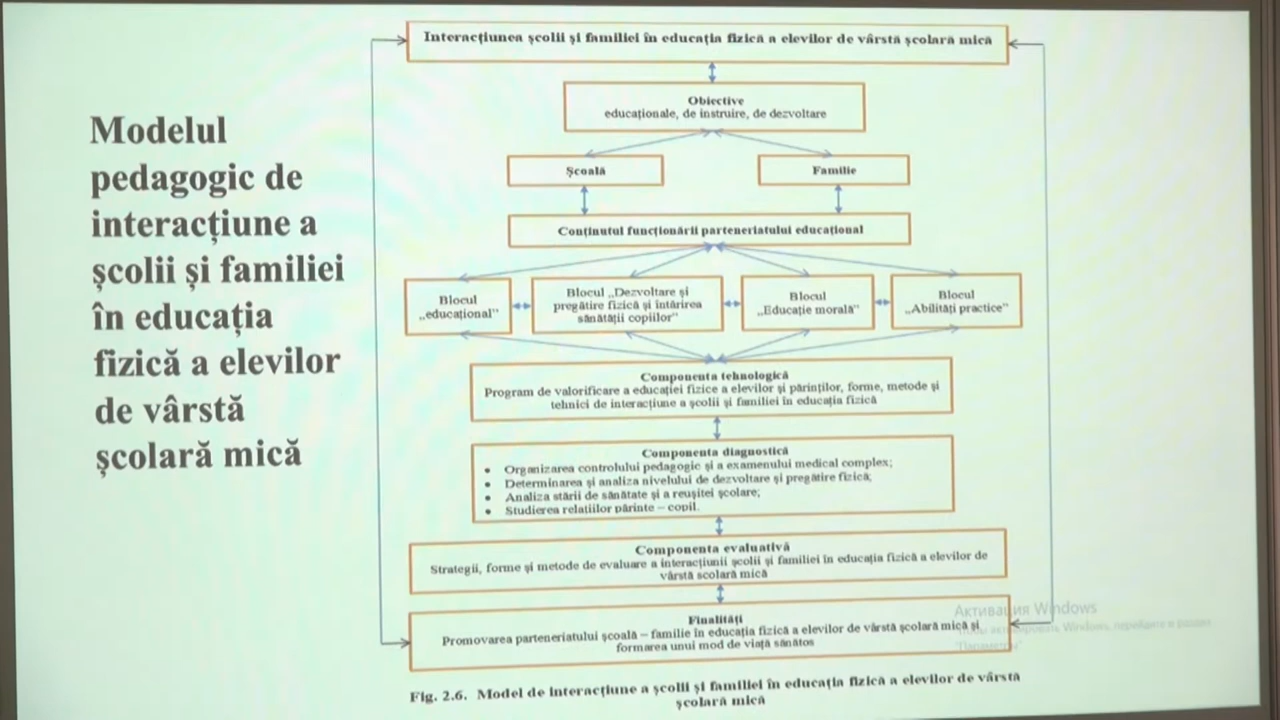 Modelul
pedagogic de
interacțiune a
școlii și familiei
în educația
fizică a elevilor
de vârstă
școlară mică
Interacțiunea școlii și familiei în educația fizică a elevilor de vârstă școlară mică
Obiective
educaționale, de instruire, de dezvoltare
Școală
Familie
Conținutul funcționării parteneriatului educațional
Blocul
„educațional”
Blocul „Dezvoltare și
pregătire fizică și întărirea
sănătății copiilor”
Blocul
„Educație morală”
Blocul
„Abilități practice”
Componenta tehnologică
Program de valorificare a educației fizice a elevilor și părinților, forme, metode și
tehnici de interacțiune a școlii și familiei în educația fizică
Componenta diagnostică
• Organizarea controlului pedagogic și a examenului medical complex;
• Determinarea și analiza nivelului de dezvoltare și pregătire fizică;
• Analiza stării de sănătate și a reușitei școlare;
• Studierea relațiilor părinte – copil.
Componenta evaluativă
Strategii, forme și metode de evaluare a interacțiunii școlii și familiei în educația fizică a elevilor de
vârstă școlară mică
Finalități
Promovarea parteneriatului școală – familie în educația fizică a elevilor de vârstă școlară mică și
formarea unui mod de viață sănătos
Активация Windows
Чтобы активировать Windows, перейдите в раздел
"Параметры"
Fig. 2.6. Model de interacțiune a școlii și familiei în educația fizică a elevilor de vârstă
școlară mică